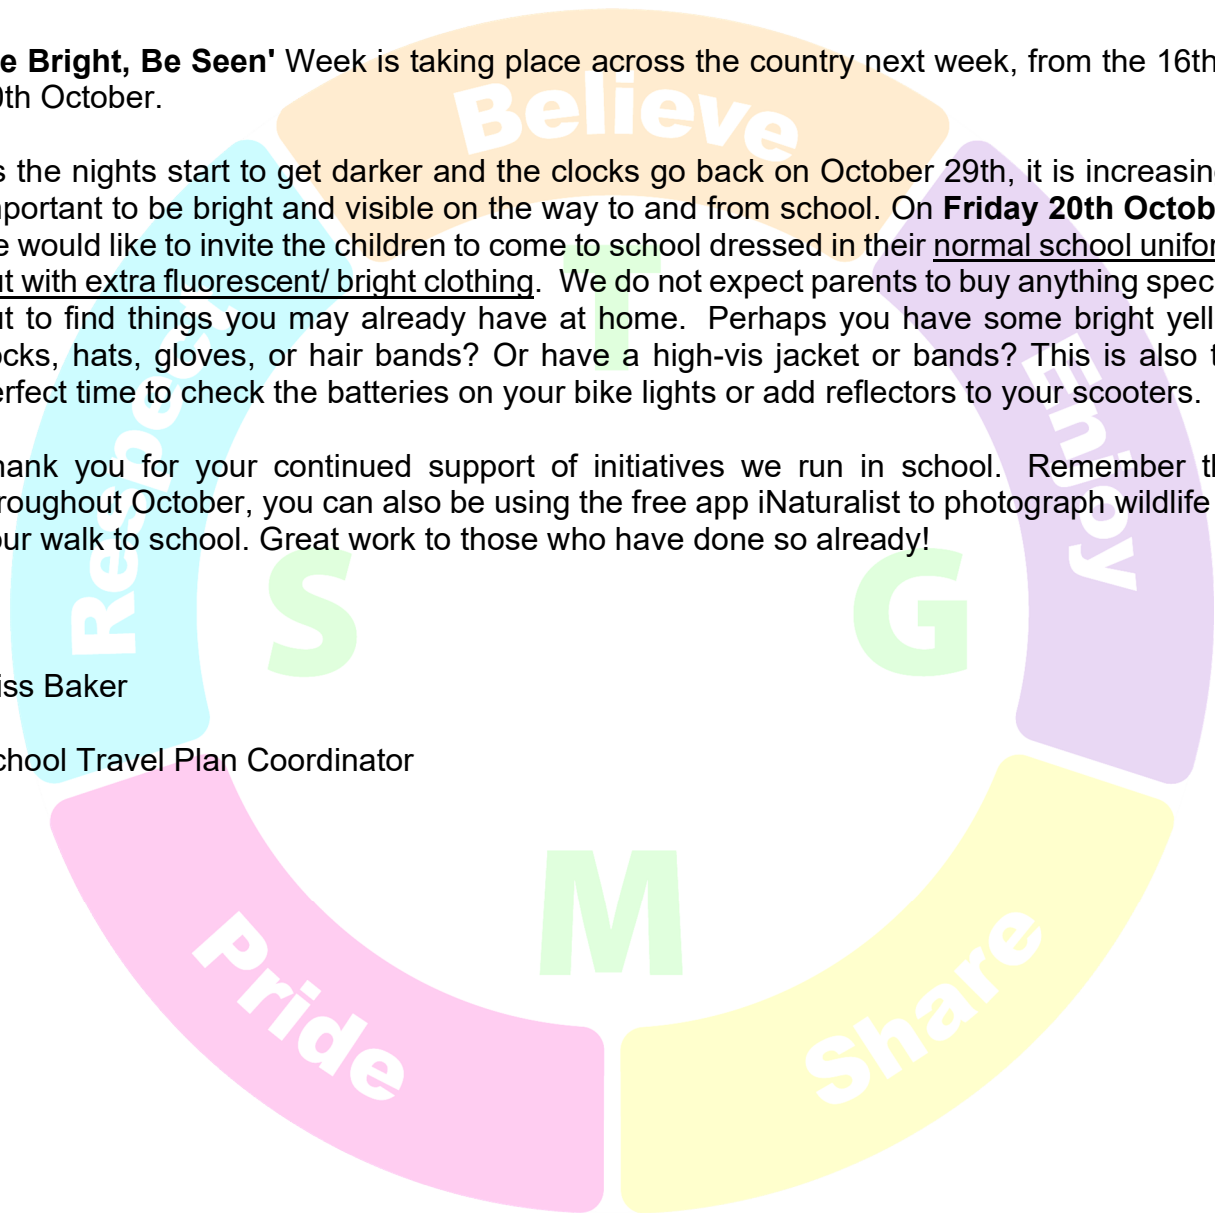 e Bright, Be Seen' Week is taking place across the country next week, from the 16th
0th October.
s the nights start to get darker and the clocks go back on October 29th, it is increasing
mportant to be bright and visible on the way to and from school. On Friday 20th Octob
e would like to invite the children to come to school dressed in their normal school unifor
ut with extra fluorescent/ bright clothing. We do not expect parents to buy anything speci
ut to find things you may already have at home. Perhaps you have some bright yell
ocks, hats, gloves, or hair bands? Or have a high-vis jacket or bands? This is also t
erfect time to check the batteries on your bike lights or add reflectors to your scooters.
hank you for your continued support of initiatives we run in school. Remember th
roughout October, you can also be using the free app iNaturalist to photograph wildlife
our walk to school. Great work to those who have done so already!
iss Baker
chool Travel Plan Coordinator
Believe
Respect
Enjoy
Pride
Share
T
S
G
M